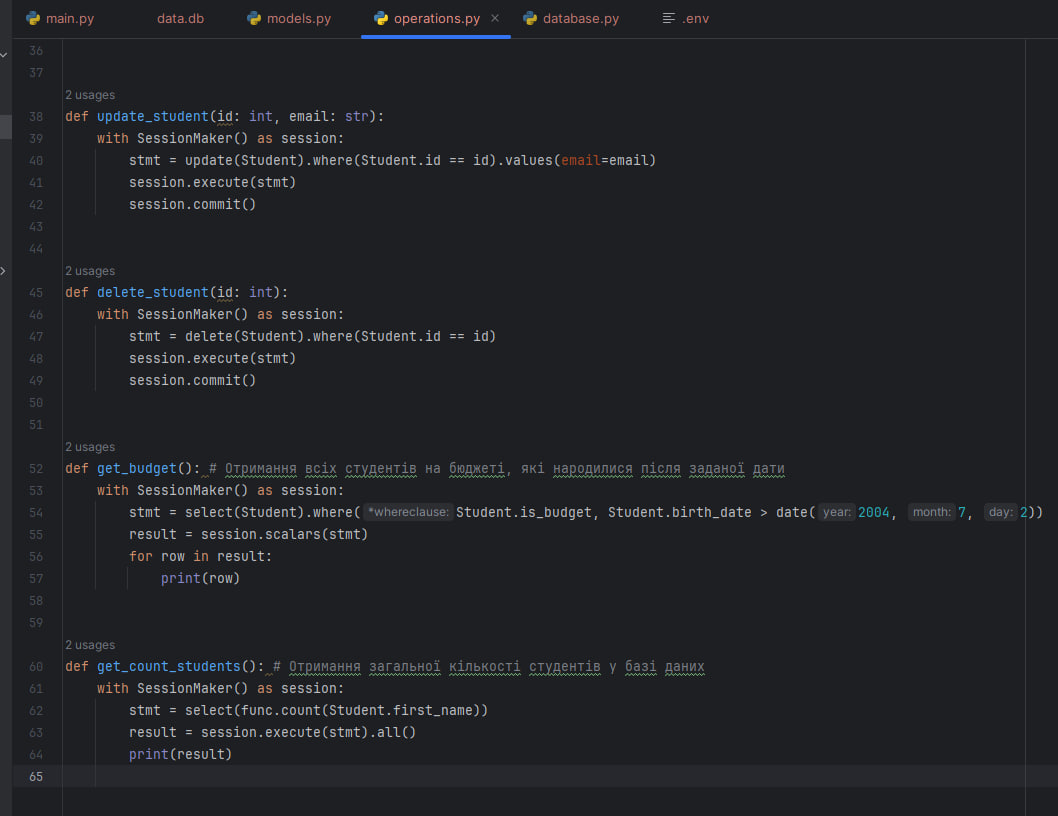 main.py data.db models.py operations.py × database.py .env
36
37
2 usages
38 def update_student(id: int, email: str):
39     with SessionMaker() as session:
40         stmt = update(Student).where(Student.id == id).values(email=email)
41         session.execute(stmt)
42         session.commit()
43
44
2 usages
45 def delete_student(id: int):
46     with SessionMaker() as session:
47         stmt = delete(Student).where(Student.id == id)
48         session.execute(stmt)
49         session.commit()
50
51
2 usages
52 def get_budget(): # Отримання всіх студентів на бюджеті, які народилися після заданої дати
53     with SessionMaker() as session:
54         stmt = select(Student).where( *whereclause: Student.is_budget, Student.birth_date > date( year: 2004, month: 7, day: 2))
55         result = session.scalars(stmt)
56         for row in result:
57             print(row)
58
59
2 usages
60 def get_count_students(): # Отримання загальної кількості студентів у базі даних
61     with SessionMaker() as session:
62         stmt = select(func.count(Student.first_name))
63         result = session.execute(stmt).all()
64         print(result)
65